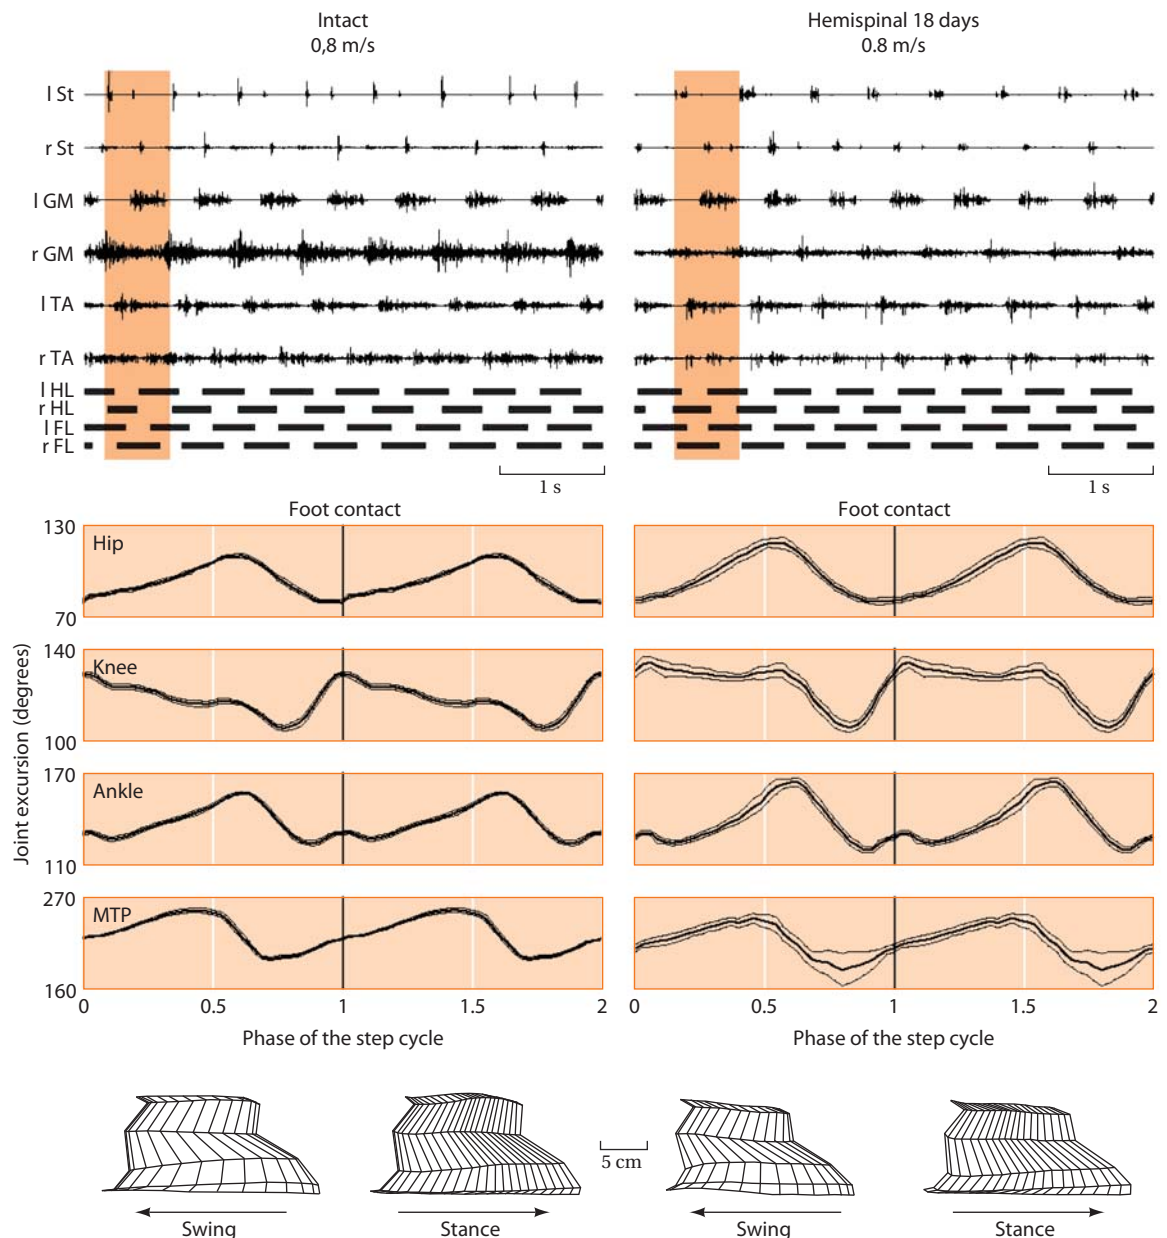 Intact
0,8 m/s
Hemispinal 18 days
0.8 m/s
l St
r St
l GM
r GM
l TA
r TA
l HL
r HL
l FL
r FL
1 s
1 s
Foot contact
Foot contact
Joint excursion (degrees)
130
Hip
70
140
Knee
100
170
Ankle
110
270
MTP
160
0 0.5 1 1.5 2
0 0.5 1 1.5 2
Phase of the step cycle
Phase of the step cycle
5 cm
Swing
Stance
Swing
Stance